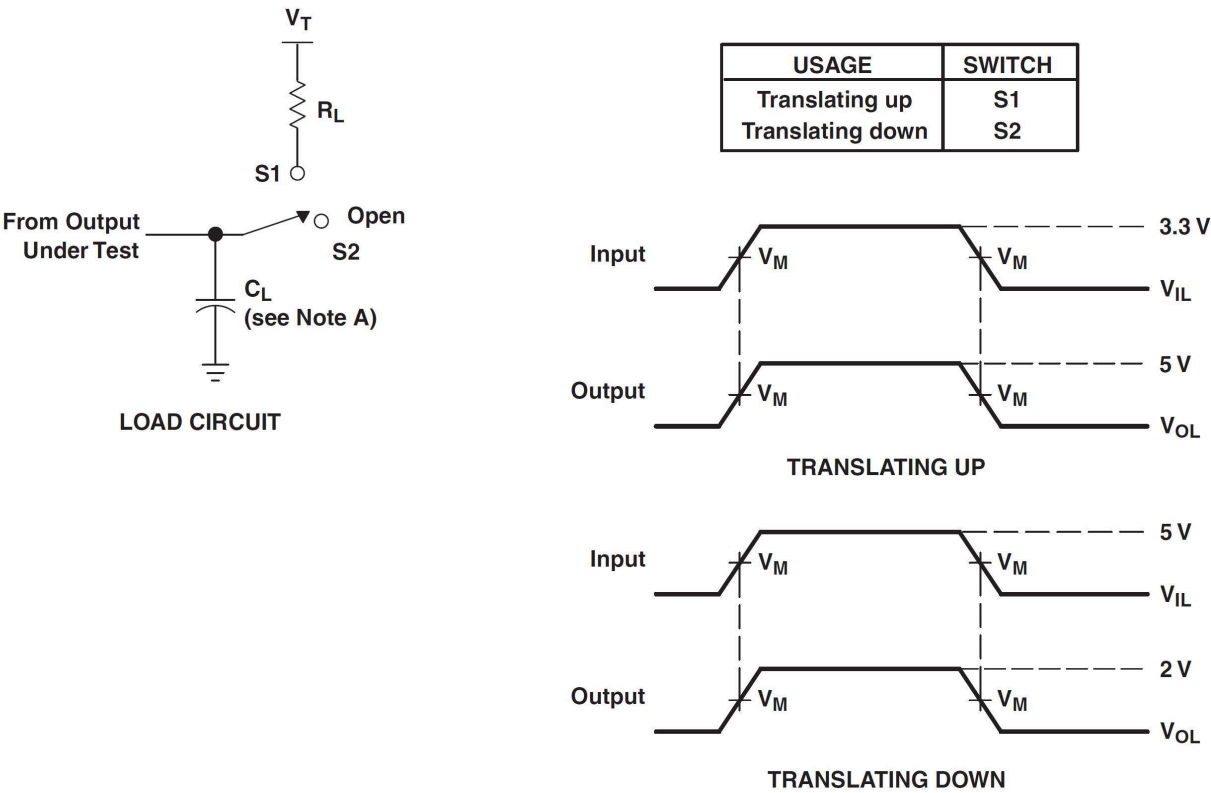 VT
RL
S1
From Output
Under Test
Open
S2
CL
(see Note A)
LOAD CIRCUIT
USAGE SWITCH
Translating up S1
Translating down S2
3.3 V
Input VM VM
VIL
5 V
Output VM VM
VOL
TRANSLATING UP
5 V
Input VM VM
VIL
2 V
Output VM VM
VOL
TRANSLATING DOWN